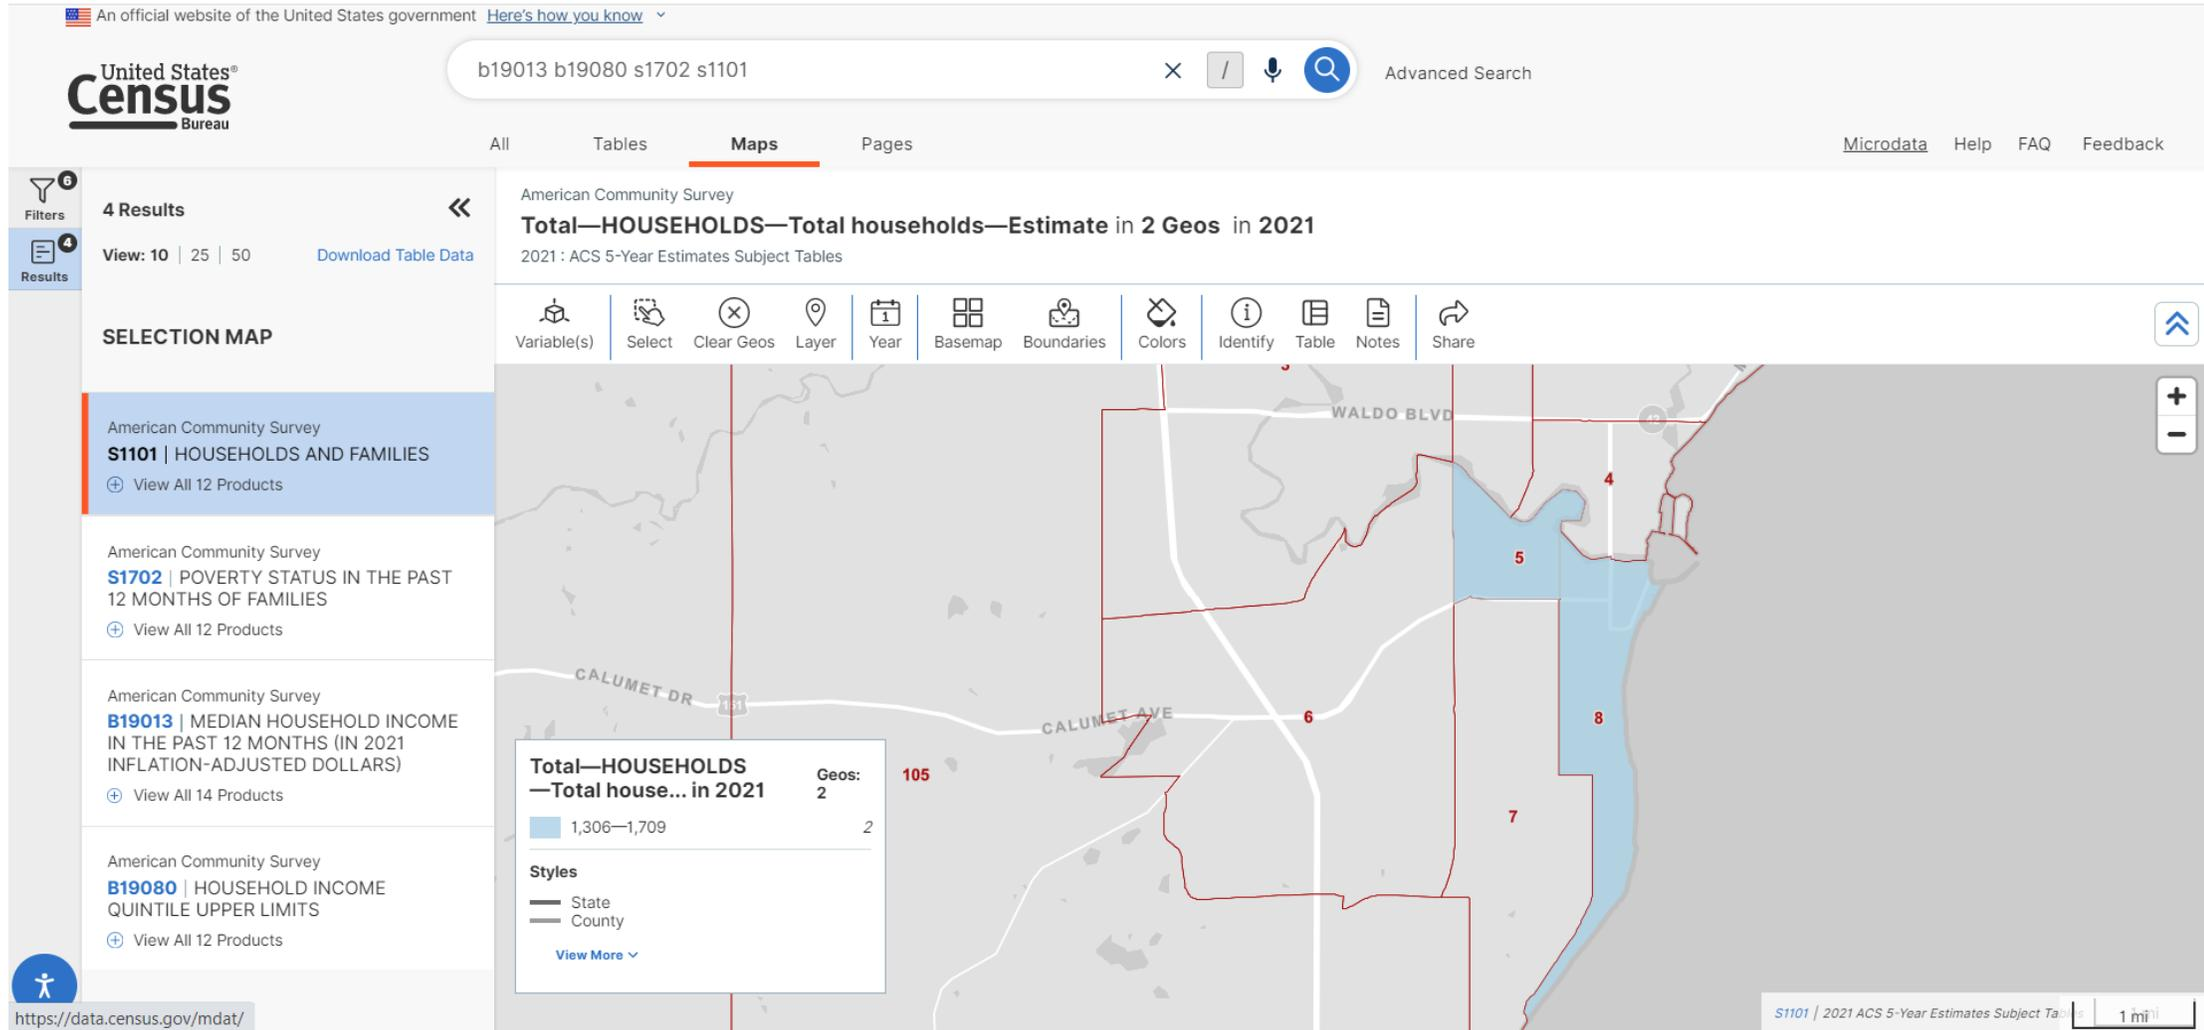 An official website of the United States government Here's how you know
United States®
Census
Bureau
b19013 b19080 s1702 s1101
/
Advanced Search
All Tables Maps Pages
Microdata Help FAQ Feedback
6
Filters
4
Results
4 Results
View: 10 | 25 | 50 Download Table Data
SELECTION MAP
American Community Survey
S1101 | HOUSEHOLDS AND FAMILIES
View All 12 Products
American Community Survey
S1702 | POVERTY STATUS IN THE PAST
12 MONTHS OF FAMILIES
View All 12 Products
American Community Survey
B19013 | MEDIAN HOUSEHOLD INCOME
IN THE PAST 12 MONTHS (IN 2021
INFLATION-ADJUSTED DOLLARS)
View All 14 Products
American Community Survey
B19080 | HOUSEHOLD INCOME
QUINTILE UPPER LIMITS
View All 12 Products
https://data.census.gov/mdat/
American Community Survey
Total—HOUSEHOLDS—Total households—Estimate in 2 Geos in 2021
2021 : ACS 5-Year Estimates Subject Tables
Variable(s) Select Clear Geos Layer Year Basemap Boundaries Colors Identify Table Notes Share
1
WALDO BLVD
42
4
5
CALUMET DR
151
CALUMET AVE
6
8
105
7
Total—HOUSEHOLDS
—Total house... in 2021
Geos:
2
1,306—1,709 2
Styles
State
County
View More
S1101 | 2021 ACS 5-Year Estimates Subject Tables
1 mi